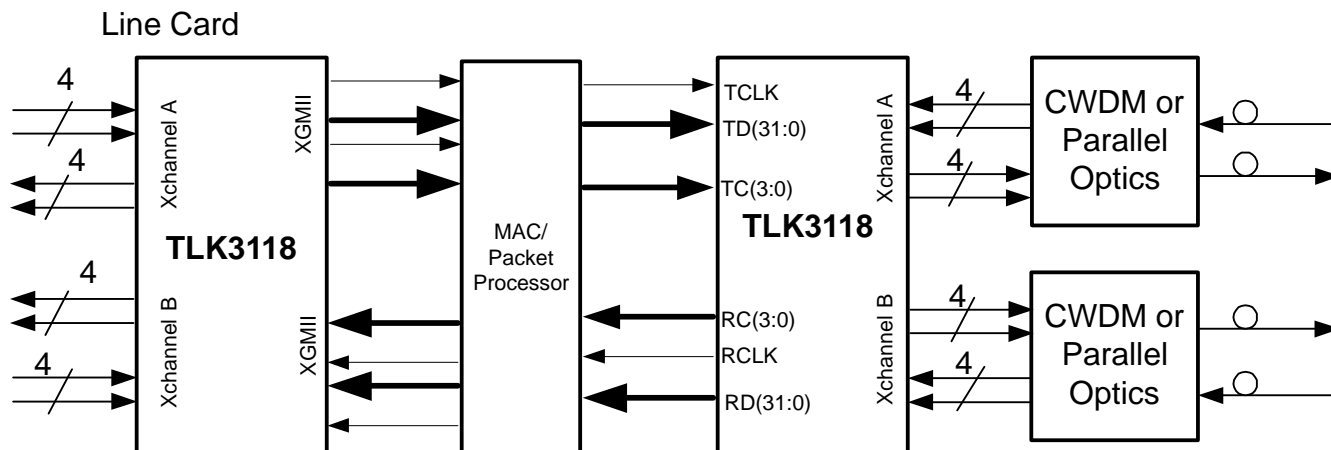 Line Card
4
4
4
4
Xchannel A
Xchannel B
XGMII
XGMII
TLK3118
MAC/
Packet
Processor
TCLK
TD(31:0)
TC(3:0)
TLK3118
RC(3:0)
RCLK
RD(31:0)
Xchannel A
Xchannel B
4
4
4
4
CWDM or
Parallel
Optics
CWDM or
Parallel
Optics